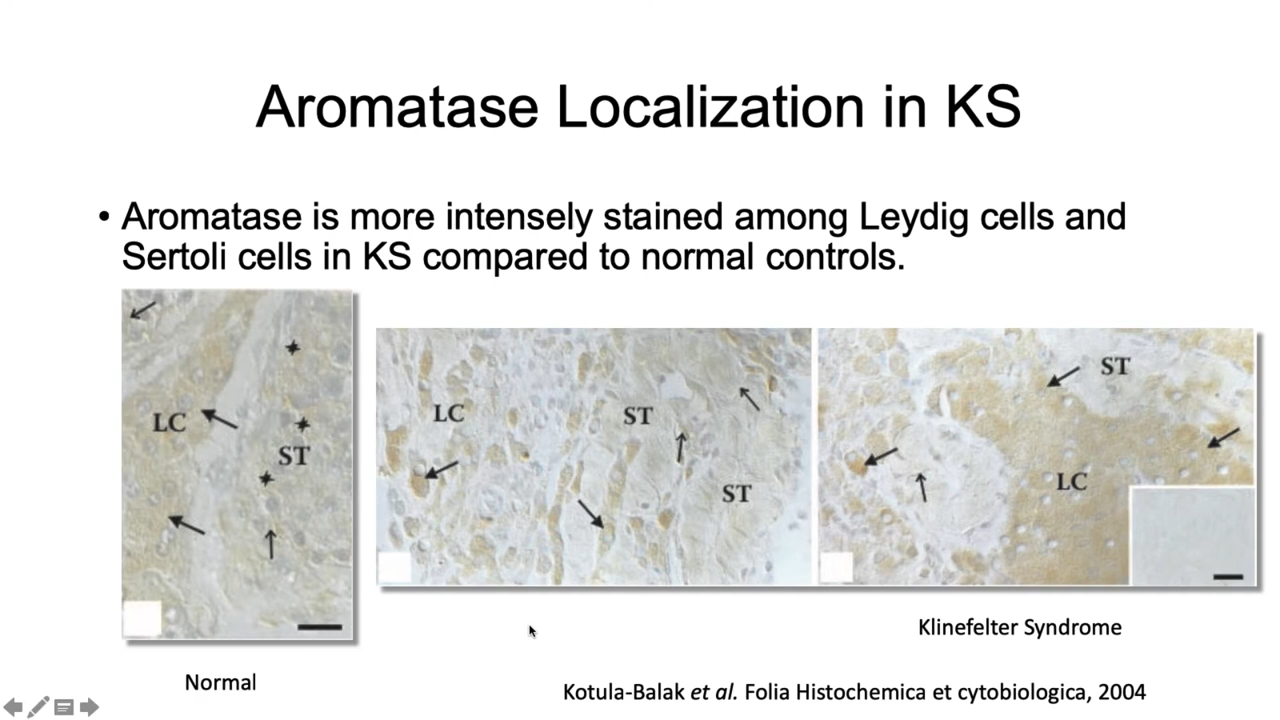 Aromatase Localization in KS
• Aromatase is more intensely stained among Leydig cells and
Sertoli cells in KS compared to normal controls.
LC
ST
LC
ST
ST
ST
LC
Klinefelter Syndrome
Normal
Kotula-Balak et al. Folia Histochemica et cytobiologica, 2004